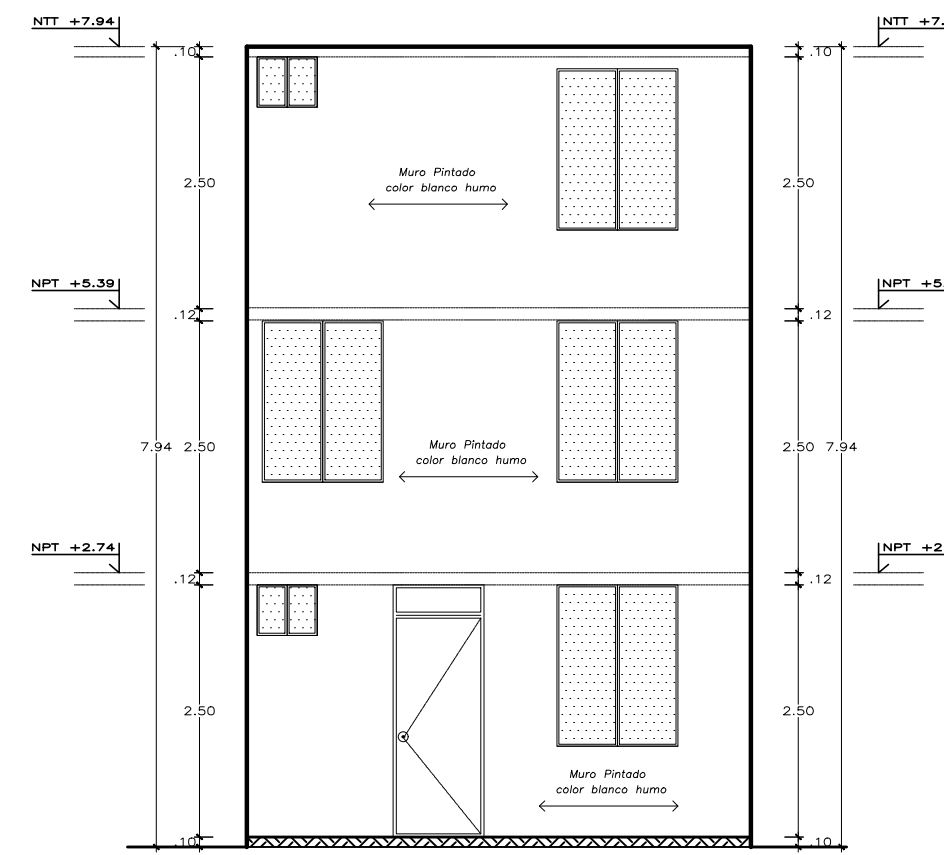 NTT +7.94
NTT +7.
.10
.10
2.50
2.50
Muro Pintado
color blanco humo
NPT +5.39
NPT +5.
.12
.12
7.94 2.50
2.50 7.94
Muro Pintado
color blanco humo
NPT +2.74
NPT +2
.12
.12
2.50
2.50
Muro Pintado
color blanco humo
.10
.10